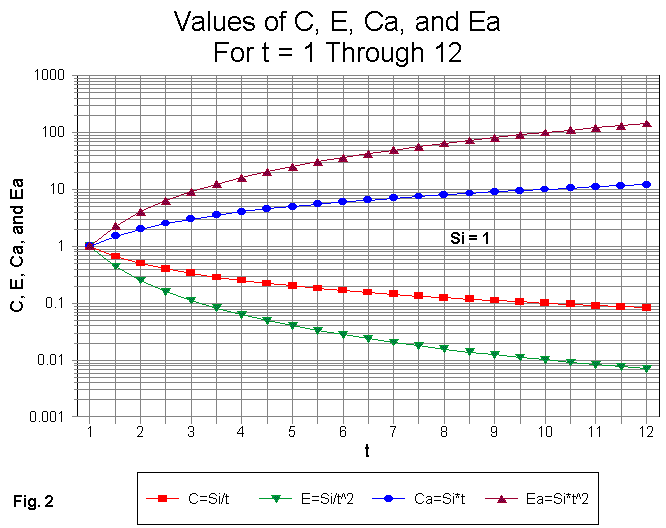 Values of C, E, Ca, and Ea
For t = 1 Through 12
C, E, Ca, and Ea
1000
100
10
1
0.1
0.01
0.001
Si = 1
1 2 3 4 5 6 7 8 9 10 11 12
t
Fig. 2
C=Si/t E=Si/t^2 Ca=Si*t Ea=Si*t^2